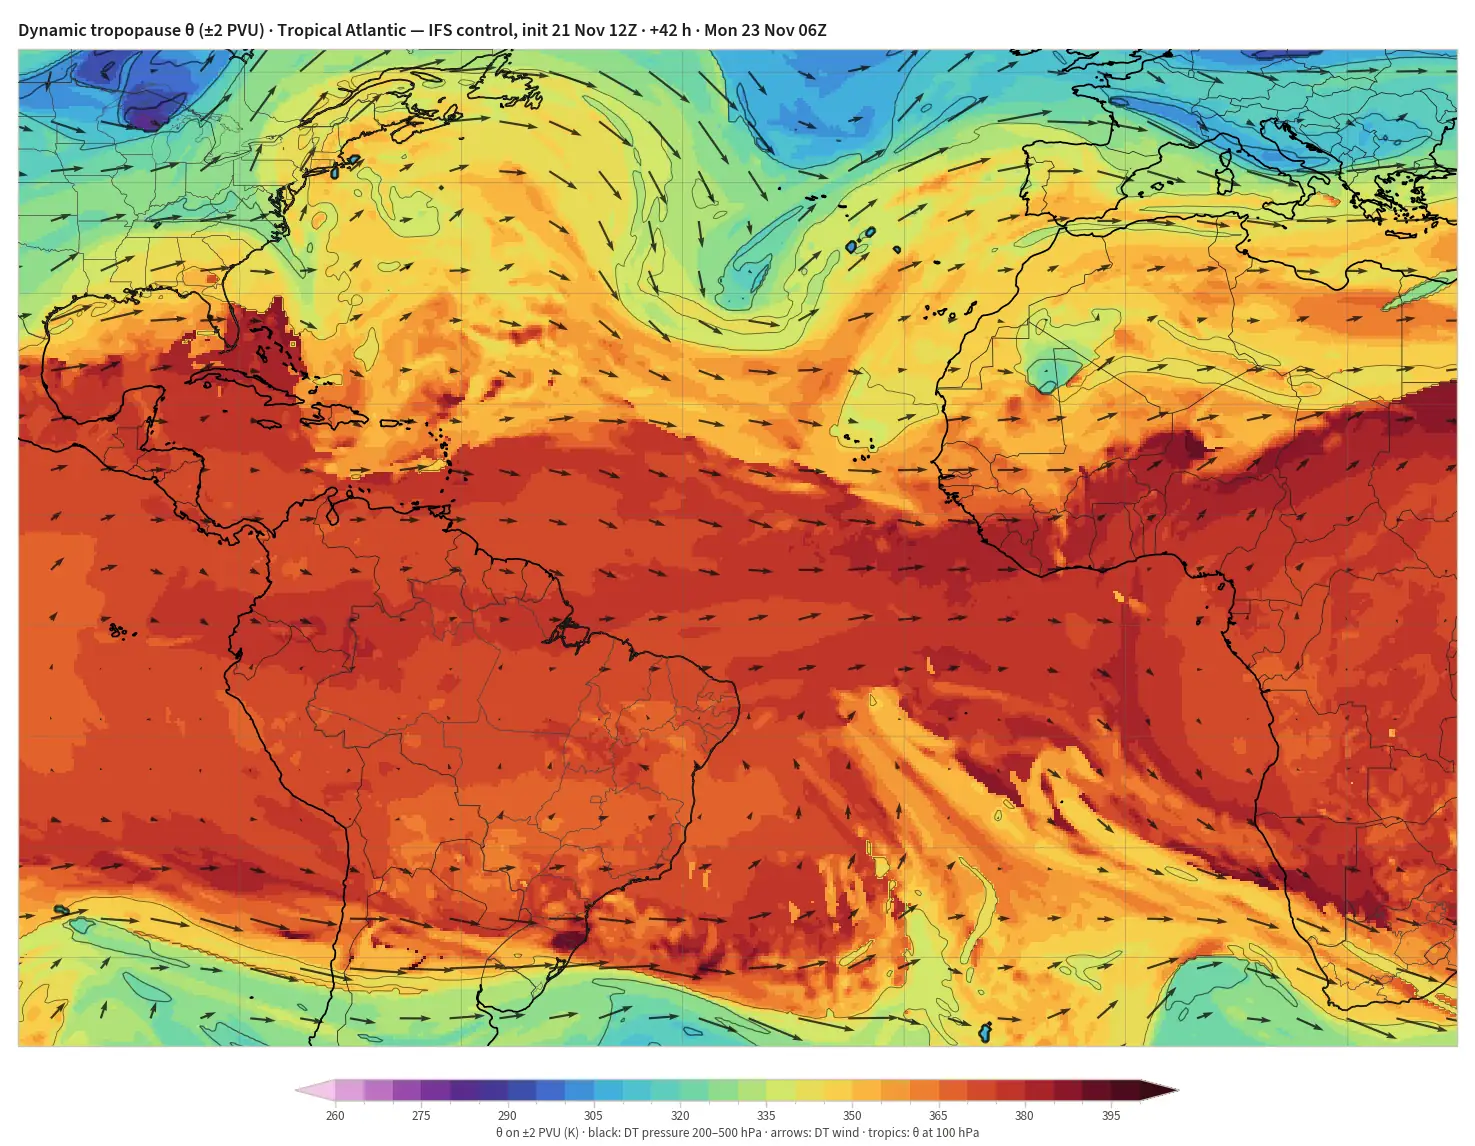 Dynamic tropopause θ (±2 PVU) · Tropical Atlantic — IFS control, init 21 Nov 12Z · +42 h · Mon 23 Nov 06Z
260 275 290 305 320 335 350 365 380 395
θ on ±2 PVU (K) · black: DT pressure 200–500 hPa · arrows: DT wind · tropics: θ at 100 hPa